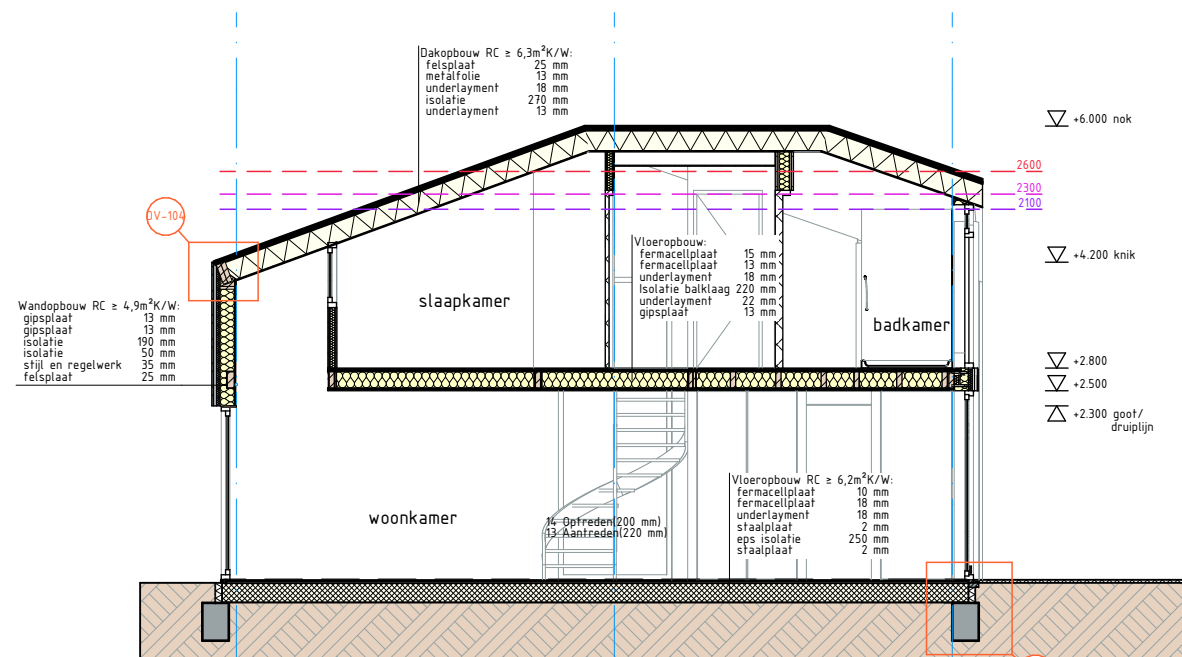 Dakopbouw RC ≥ 6,3m²K/W:
felsplaat 25 mm
metalfolie 13 mm
underlayment 18 mm
isolatie 270 mm
underlayment 13 mm
+6.000 nok
2600
2300
2100
DV-104
+4.200 knik
Vloeropbouw:
fermacellplaat 15 mm
fermacellplaat 13 mm
underlayment 18 mm
Isolatie balklaag 220 mm
underlayment 22 mm
gipsplaat 13 mm
slaapkamer
badkamer
Wandopbouw RC ≥ 4,9m²K/W:
gipsplaat 13 mm
gipsplaat 13 mm
isolatie 190 mm
isolatie 50 mm
stijl en regelwerk 35 mm
felsplaat 25 mm
+2.800
+2.500
+2.300 goot/
druiplijn
Vloeropbouw RC ≥ 6,2m²K/W:
fermacellplaat 10 mm
fermacellplaat 18 mm
underlayment 18 mm
staalplaat 2 mm
eps isolatie 250 mm
staalplaat 2 mm
woonkamer
14 Optreden(200 mm)
13 Aantreden(220 mm)